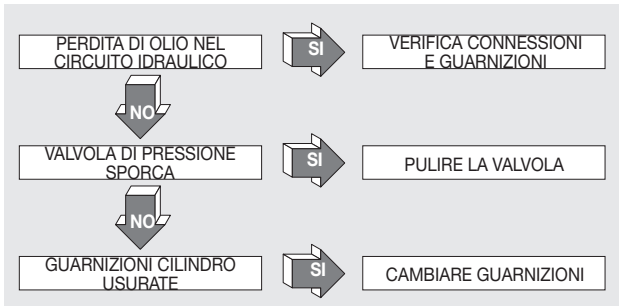 PERDITA DI OLIO NEL
CIRCUITO IDRAULICO
SI
VERIFICA CONNESSIONI
E GUARNIZIONI
NO
VALVOLA DI PRESSIONE
SPORCA
SI
PULIRE LA VALVOLA
NO
GUARNIZIONI CILINDRO
USURATE
SI
CAMBIARE GUARNIZIONI